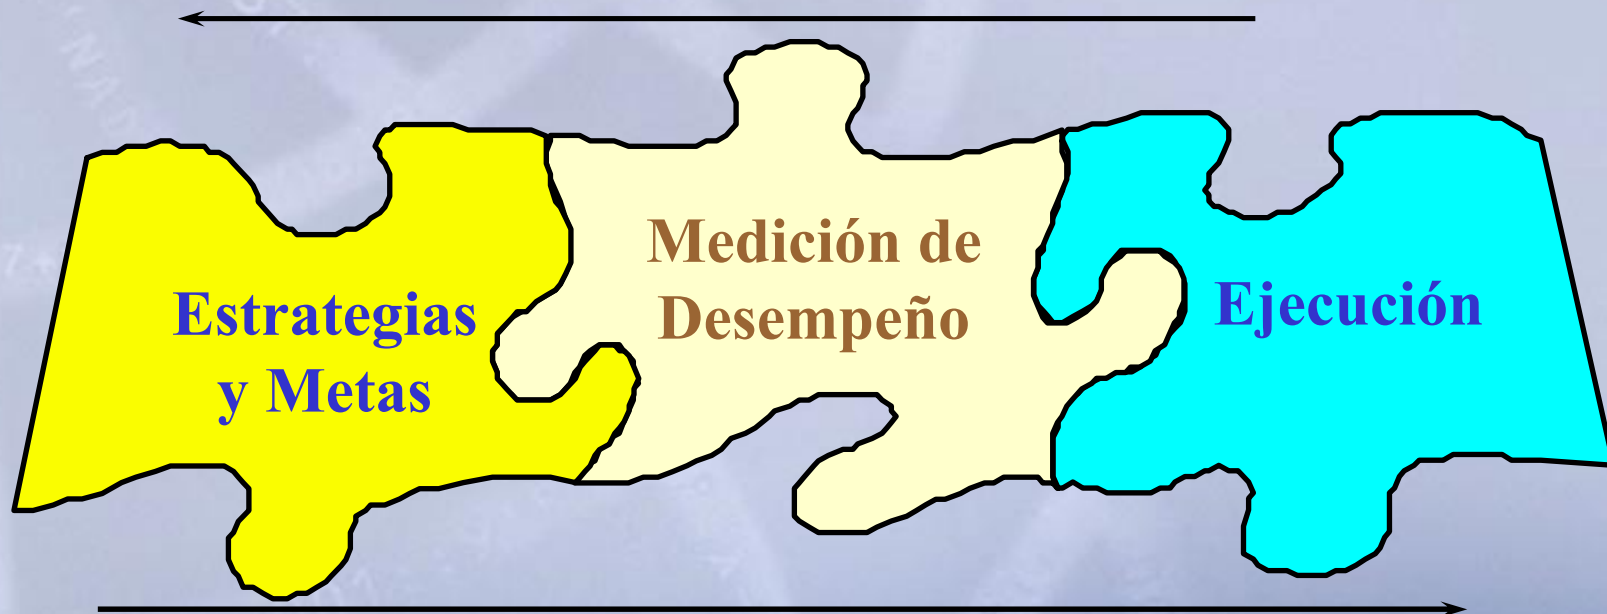 Estrategias
y Metas
Medición de
Desempeño
Ejecución